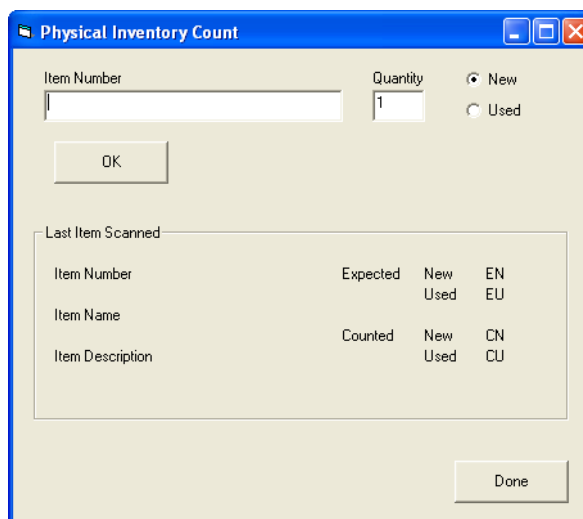 Physical Inventory Count
Item Number Quantity New
1 Used
OK
Last Item Scanned
Item Number Expected New EN
Used EU
Item Name
Counted New CN
Item Description Used CU
Done